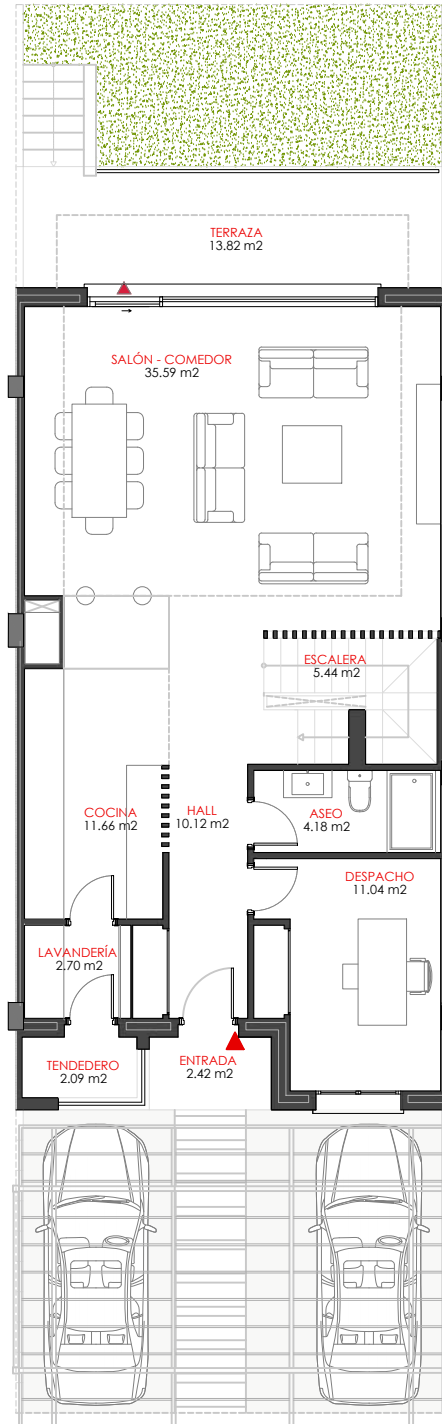 TERRAZA
13.82 m2
SALÓN - COMEDOR
35.59 m2
ESCALERA
5.44 m2
COCINA
11.66 m2
HALL
10.12 m2
ASEO
4.18 m2
DESPACHO
11.04 m2
LAVANDERÍA
2.70 m2
TENDEDERO
2.09 m2
ENTRADA
2.42 m2